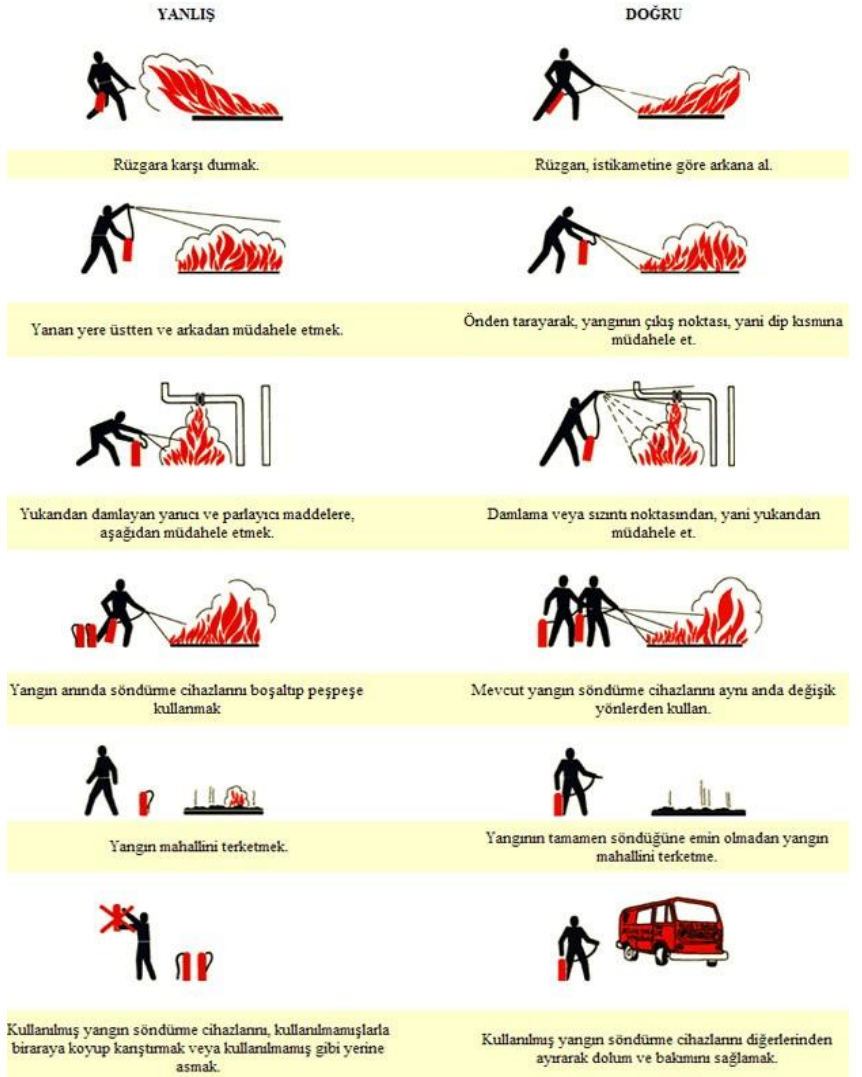 YANLIŞ
DOĞRU
Rüzgara karşı durmak.
Rüzgarı, istikametine göre arkana al.
Yanan yere üstten ve arkadan müdahele etmek.
Önden tarayarak, yangının çıkış noktası, yani dip kısmına
müdahele et.
Yukarıdan damlayan yanıcı ve parlayıcı maddelere,
aşağıdan müdahele etmek.
Damlama veya sızıntı noktasından, yani yukarıdan
müdahele et.
Yangın anında söndürme cihazlarını boşaltıp peşpeşe
kullanmak
Mevcut yangın söndürme cihazlarını aynı anda değişik
yönlerden kullan.
Yangın mahallini terketmek.
Yangının tamamen söndüğüne emin olmadan yangın
mahallini terketme.
Kullanılmış yangın söndürme cihazlarını, kullanılmamışlarla
biraraya koyup karıştırmak veya kullanılmamış gibi yerine
asmak.
Kullanılmış yangın söndürme cihazlarını diğerlerinden
ayırarak dolum ve bakımını sağlamak.